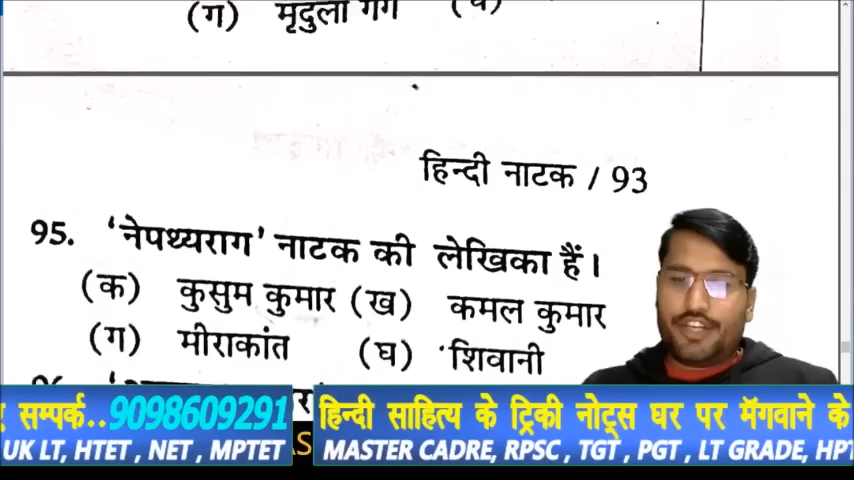 (ग) मृदुला गर्ग (घ)
हिन्दी नाटक / 93
95. 'नेपथ्यराग' नाटक की लेखिका हैं।
(क) कुसुम कुमार (ख) कमल कुमार
(ग) मीराकांत (घ) शिवानी
सम्पर्क..9098609291 हिन्दी साहित्य के ट्रिकी नोट्स घर पर मँगवाने के
UK LT, HTET , NET , MPTET MASTER CADRE, RPSC , TGT , PGT , LT GRADE, HPT